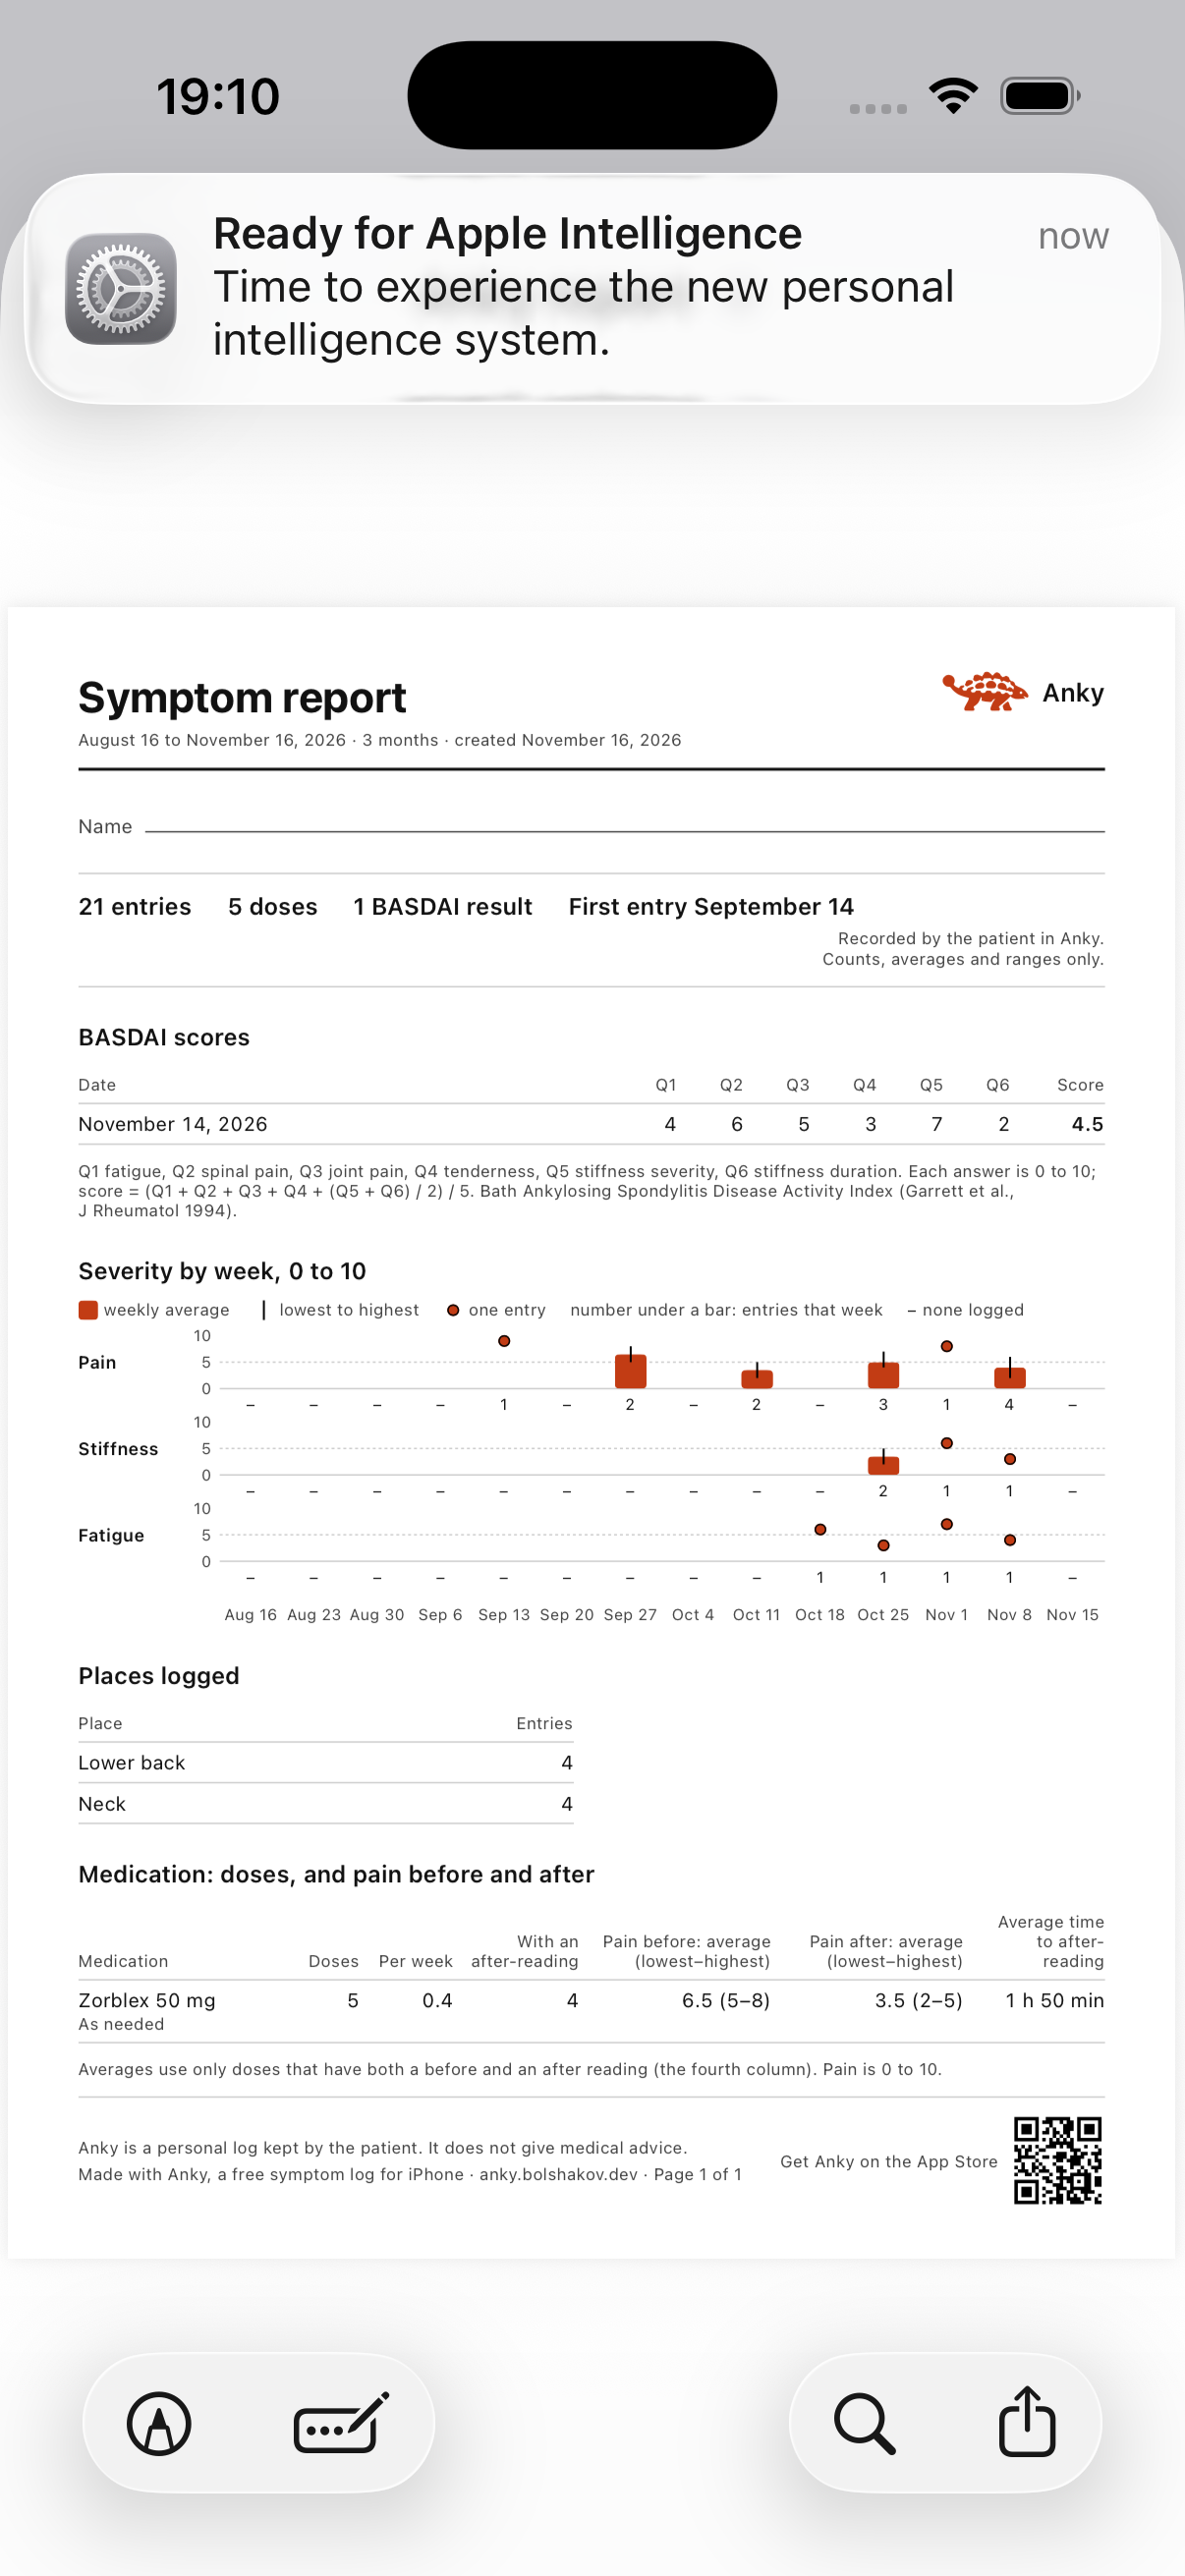 19:10
Ready for Apple Intelligence
now
Time to experience the new personal
intelligence system.
Symptom report
Anky
August 16 to November 16, 2026 · 3 months · created November 16, 2026
Name
21 entries 5 doses 1 BASDAI result First entry September 14
Recorded by the patient in Anky.
Counts, averages and ranges only.
BASDAI scores
Date Q1 Q2 Q3 Q4 Q5 Q6 Score
November 14, 2026 4 6 5 3 7 2 4.5
Q1 fatigue, Q2 spinal pain, Q3 joint pain, Q4 tenderness, Q5 stiffness severity, Q6 stiffness duration. Each answer is 0 to 10;
score = (Q1 + Q2 + Q3 + Q4 + (Q5 + Q6) / 2) / 5. Bath Ankylosing Spondylitis Disease Activity Index (Garrett et al.,
J Rheumatol 1994).
Severity by week, 0 to 10
weekly average lowest to highest one entry number under a bar: entries that week – none logged
10
Pain 5
0
– – – – 1 – 2 – 2 – 3 1 4 –
10
Stiffness 5
0
– – – – – – – – – – 2 1 1 –
10
Fatigue 5
0
– – – – – – – – – 1 1 1 1 –
Aug 16 Aug 23 Aug 30 Sep 6 Sep 13 Sep 20 Sep 27 Oct 4 Oct 11 Oct 18 Oct 25 Nov 1 Nov 8 Nov 15
Places logged
Place Entries
Lower back 4
Neck 4
Medication: doses, and pain before and after
Medication Doses Per week With an after-reading Pain before: average (lowest–highest) Pain after: average (lowest–highest) Average time to after-reading
Zorblex 50 mg 5 0.4 4 6.5 (5–8) 3.5 (2–5) 1 h 50 min
As needed
Averages use only doses that have both a before and an after reading (the fourth column). Pain is 0 to 10.
Anky is a personal log kept by the patient. It does not give medical advice.
Made with Anky, a free symptom log for iPhone · anky.bolshakov.dev · Page 1 of 1
Get Anky on the App Store